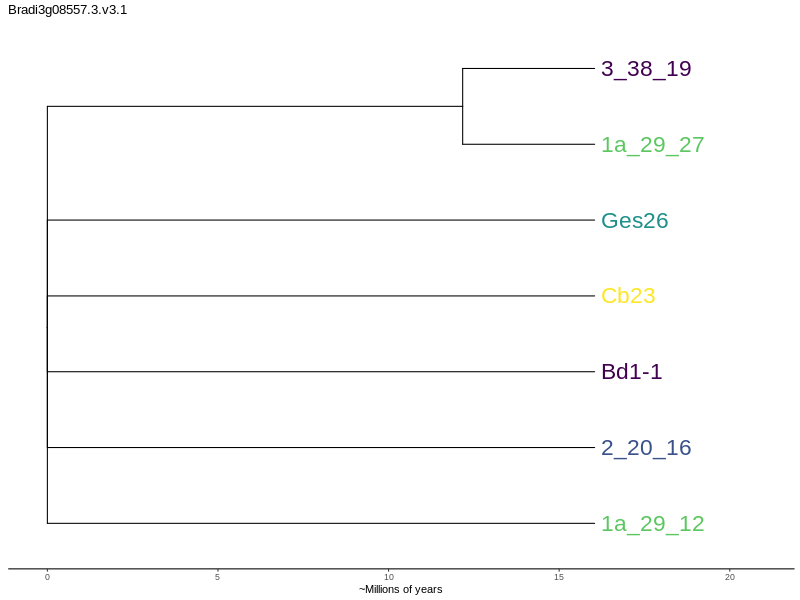 Bradi3g08557.3.v3.1
3_38_19
1a_29_27
Ges26
Cb23
Bd1-1
2_20_16
1a_29_12
0 5 10 15 20
~Millions of years